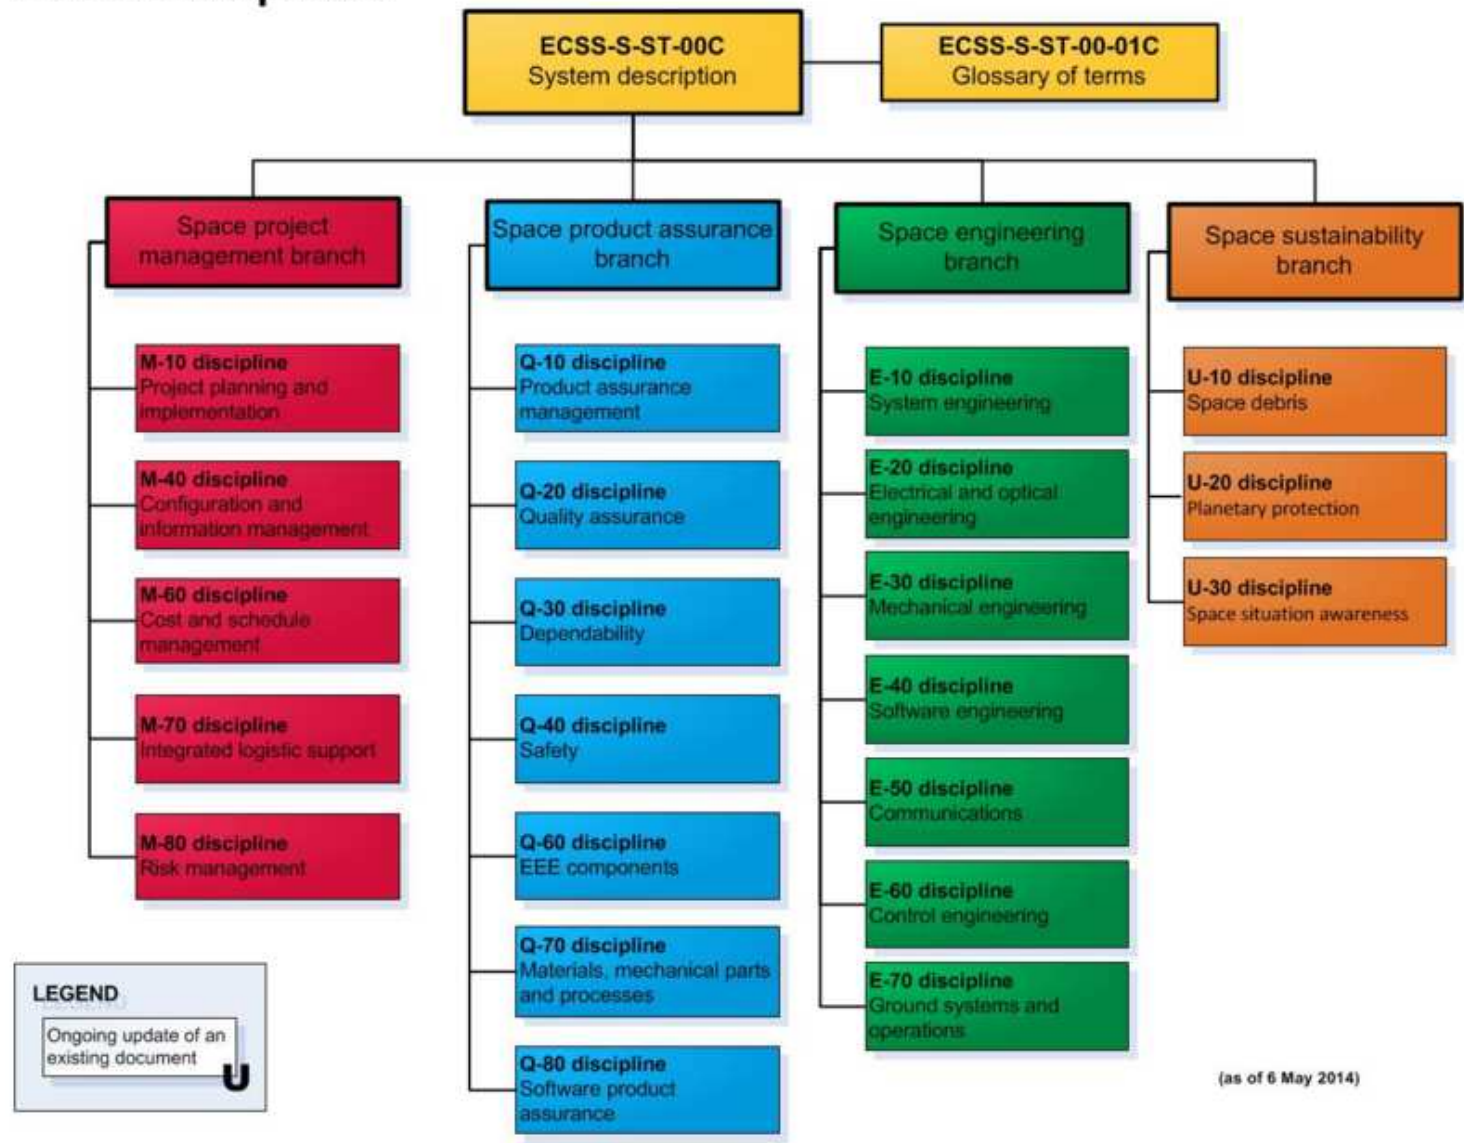 ECSS-S-ST-00C
System description
ECSS-S-ST-00-01C
Glossary of terms
Space project
management branch
M-10 discipline
Project planning and
implementation
M-40 discipline
Configuration and
information management
M-60 discipline
Cost and schedule
management
M-70 discipline
Integrated logistic support
M-80 discipline
Risk management
Space product assurance
branch
Q-10 discipline
Product assurance
management
Q-20 discipline
Quality assurance
Q-30 discipline
Dependability
Q-40 discipline
Safety
Q-60 discipline
EEE components
Q-70 discipline
Materials, mechanical parts
and processes
Q-80 discipline
Software product
assurance
Space engineering
branch
E-10 discipline
System engineering
E-20 discipline
Electrical and optical
engineering
E-30 discipline
Mechanical engineering
E-40 discipline
Software engineering
E-50 discipline
Communications
E-60 discipline
Control engineering
E-70 discipline
Ground systems and
operations
Space sustainability
branch
U-10 discipline
Space debris
U-20 discipline
Planetary protection
U-30 discipline
Space situation awareness
LEGEND
Ongoing update of an
existing document
U
(as of 6 May 2014)